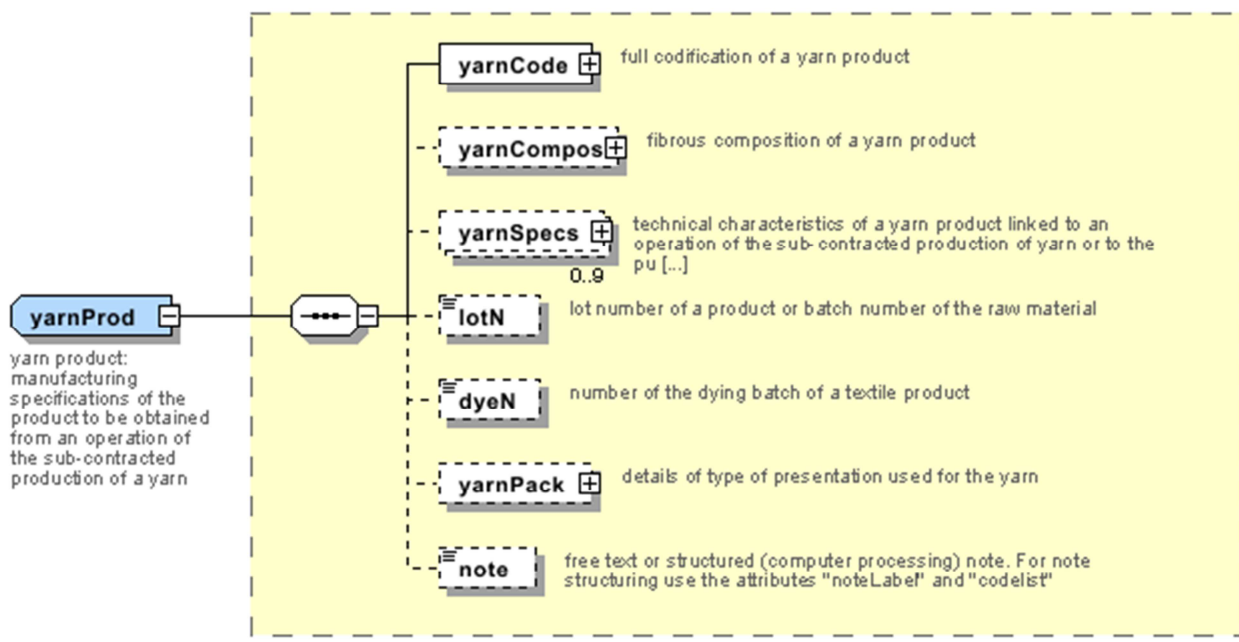 yarnCode
full codification of a yarn product
yarnCompos
fibrous composition of a yarn product
yarnSpecs
technical characteristics of a yarn product linked to an
operation of the sub-contracted production of yarn or to the
pu [...]
0..9
yarnProd
yarn product:
manufacturing
specifications of the
product to be obtained
from an operation of
the sub-contracted
production of a yarn
lotN
lot number of a product or batch number of the raw material
dyeN
number of the dying batch of a textile product
yarnPack
details of type of presentation used for the yarn
note
free text or structured (computer processing) note. For note
structuring use the attributes "noteLabel" and "codelist"